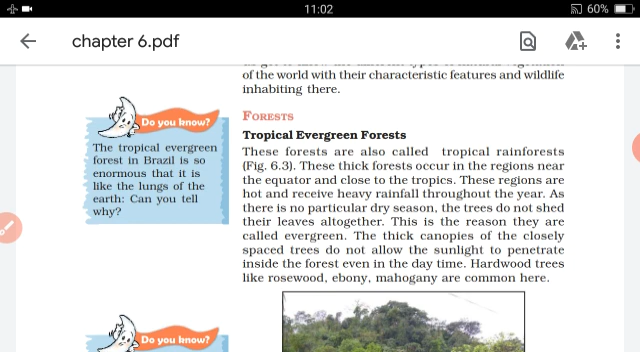 11:02
60%
chapter 6.pdf
of the world with their characteristic features and wildlife
inhabiting there.
Do you know?
The tropical evergreen
forest in Brazil is so
enormous that it is
like the lungs of the
earth: Can you tell
why?
FORESTS
Tropical Evergreen Forests
These forests are also called tropical rainforests
(Fig. 6.3). These thick forests occur in the regions near
the equator and close to the tropics. These regions are
hot and receive heavy rainfall throughout the year. As
there is no particular dry season, the trees do not shed
their leaves altogether. This is the reason they are
called evergreen. The thick canopies of the closely
spaced trees do not allow the sunlight to penetrate
inside the forest even in the day time. Hardwood trees
like rosewood, ebony, mahogany are common here.
Do you know?